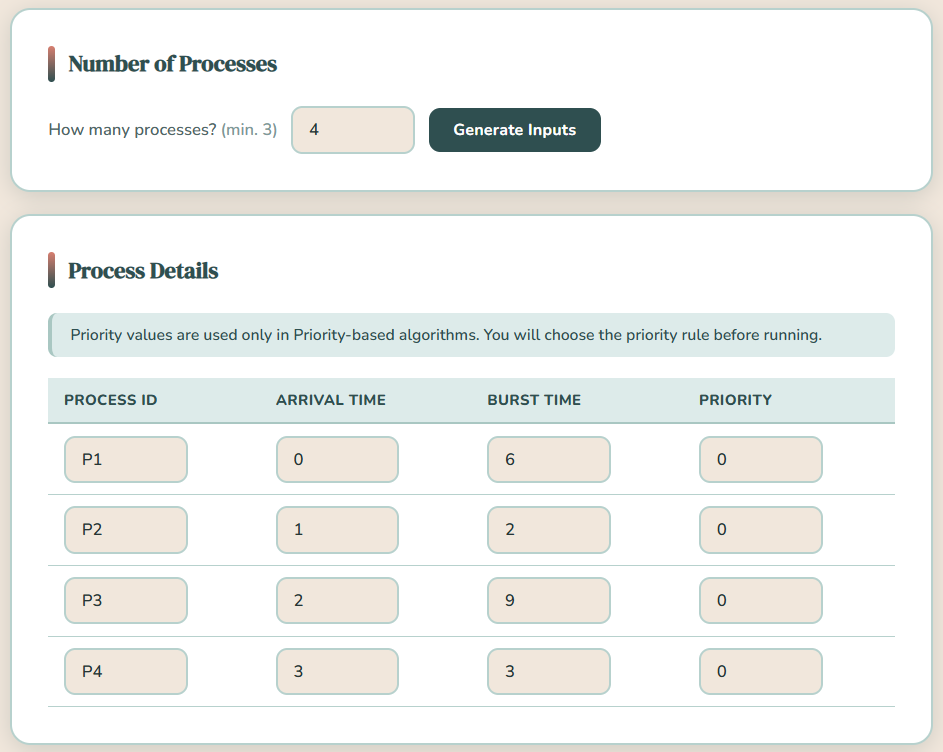 Number of Processes
How many processes? (min. 3) 4 Generate Inputs
Process Details
Priority values are used only in Priority-based algorithms. You will choose the priority rule before running.
PROCESS ID ARRIVAL TIME BURST TIME PRIORITY
P1 0 6 0
P2 1 2 0
P3 2 9 0
P4 3 3 0